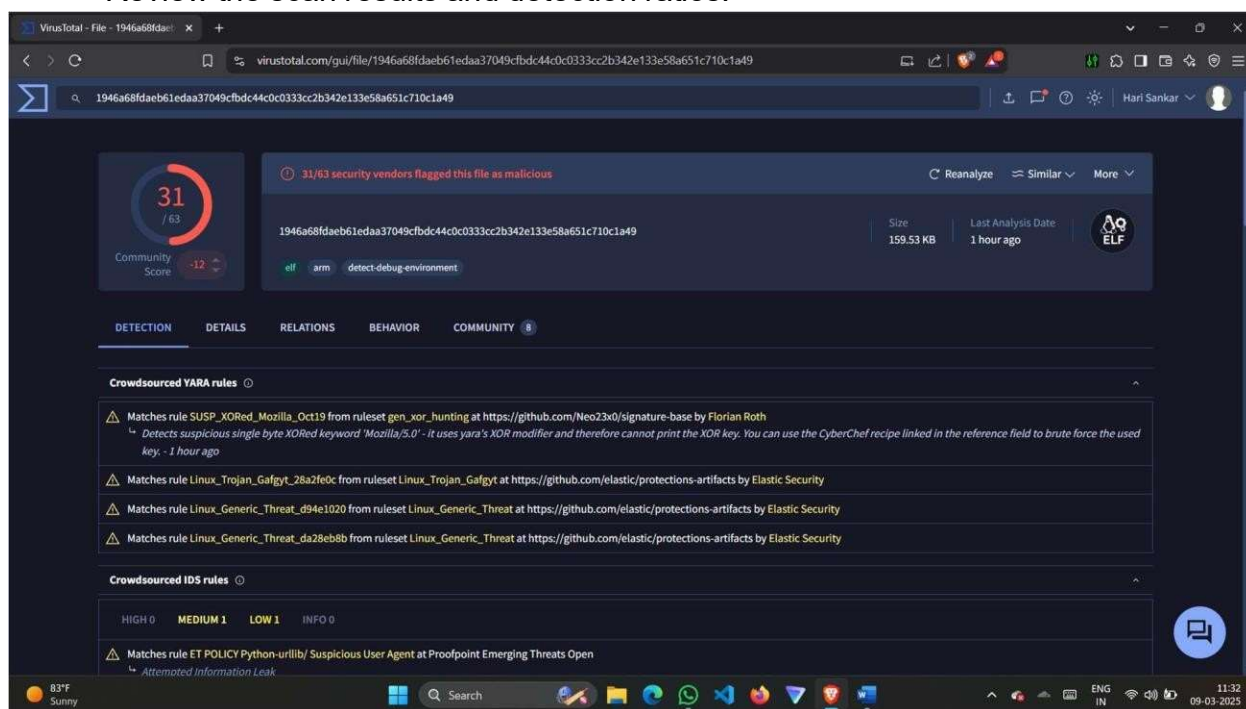 Review the scan results and detection ratios.
VirusTotal - File - 1946a68fdaeb
virustotal.com/gui/file/1946a68fdaeb61edaa37049cfbdc44c0c0333cc2b342e133e58a651c710c1a49
1946a68fdaeb61edaa37049cfbdc44c0c0333cc2b342e133e58a651c710c1a49
Hari Sankar
31
/ 63
Community Score
-12
31/63 security vendors flagged this file as malicious
Reanalyze Similar More
1946a68fdaeb61edaa37049cfbdc44c0c0333cc2b342e133e58a651c710c1a49
Size
159.53 KB
Last Analysis Date
1 hour ago
ELF
elf arm detect-debug-environment
DETECTION DETAILS RELATIONS BEHAVIOR COMMUNITY 8
Crowdsourced YARA rules
Matches rule SUSP_XORed_Mozilla_Oct19 from ruleset gen_xor_hunting at https://github.com/Neo23x0/signature-base by Florian Roth
Detects suspicious single byte XORed keyword 'Mozilla/5.0' - it uses yara's XOR modifier and therefore cannot print the XOR key. You can use the CyberChef recipe linked in the reference field to brute force the used
key. - 1 hour ago
Matches rule Linux_Trojan_Gafgyt_28a2fe0c from ruleset Linux_Trojan_Gafgyt at https://github.com/elastic/protections-artifacts by Elastic Security
Matches rule Linux_Generic_Threat_d94e1020 from ruleset Linux_Generic_Threat at https://github.com/elastic/protections-artifacts by Elastic Security
Matches rule Linux_Generic_Threat_da28eb8b from ruleset Linux_Generic_Threat at https://github.com/elastic/protections-artifacts by Elastic Security
Crowdsourced IDS rules
HIGH 0 MEDIUM 1 LOW 1 INFO 0
Matches rule ET POLICY Python-urllib/ Suspicious User Agent at Proofpoint Emerging Threats Open
Attempted Information Leak
83°F
Sunny
Search
ENG
IN
11:32
09-03-2025